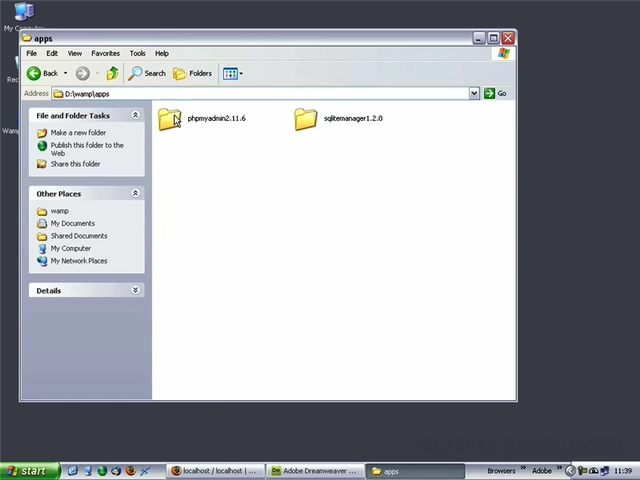 My Computer
apps
File Edit View Favorites Tools Help
Back Search Folders
Address D:\wamp\apps Go
File and Folder Tasks
Make a new folder
Publish this folder to the
Web
Share this folder
Other Places
wamp
My Documents
Shared Documents
My Computer
My Network Places
Details
phpmyadmin2.11.6 sqlitemanager1.2.0
start localhost / localhost | ... Adobe Dreamweaver ... apps Browsers » Adobe » 11:39